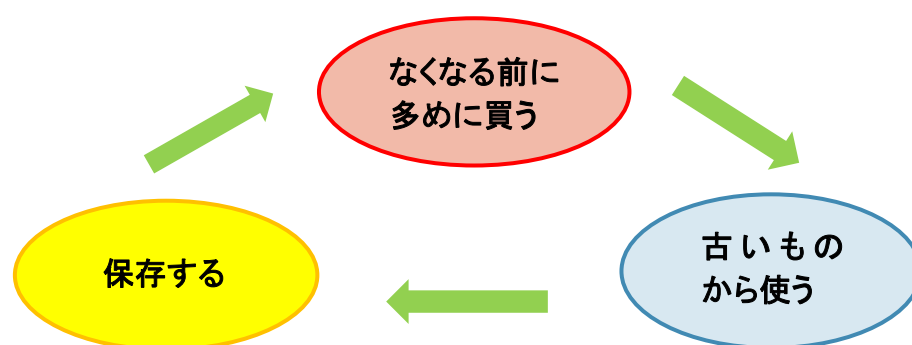 なくなる前に
多めに買う
古いもの
から使う
保存する